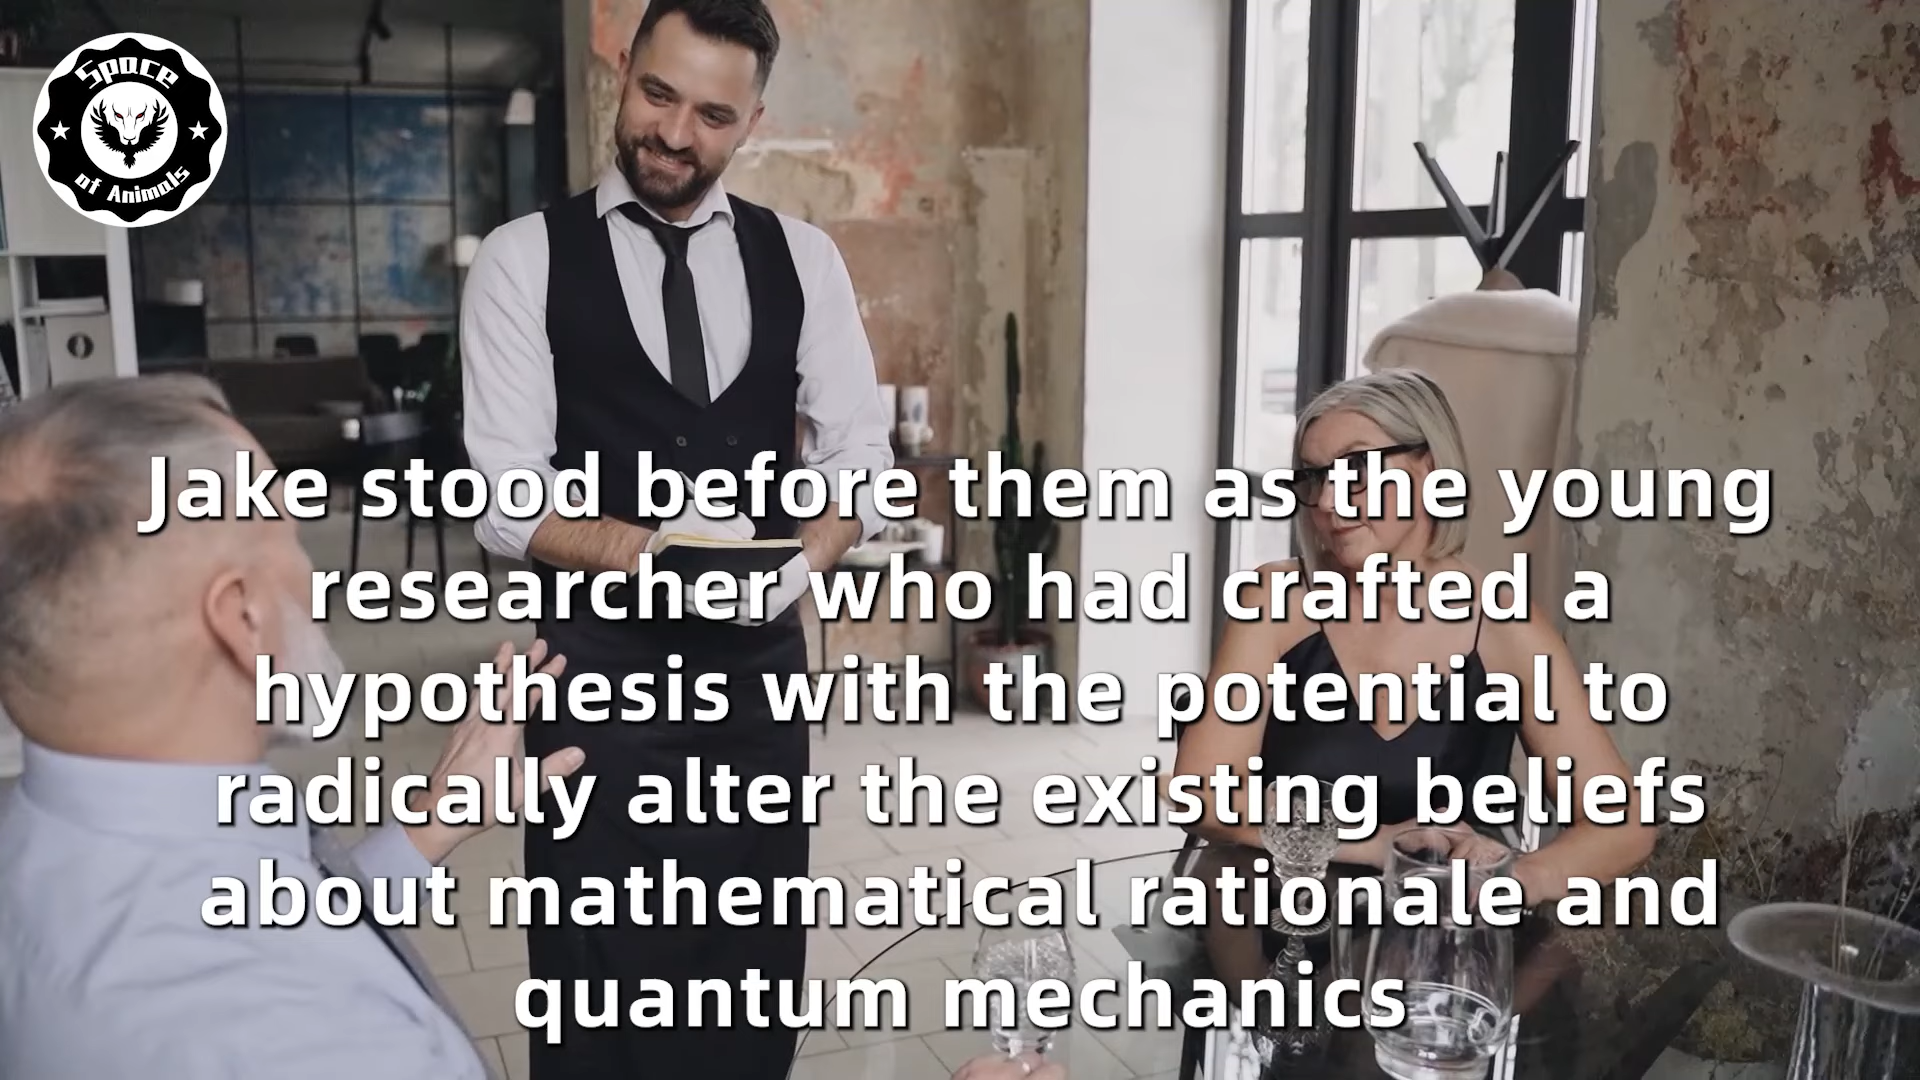 Space
of Animals
Jake stood before them as the young
researcher who had crafted a
hypothesis with the potential to
radically alter the existing beliefs
about mathematical rationale and
quantum mechanics